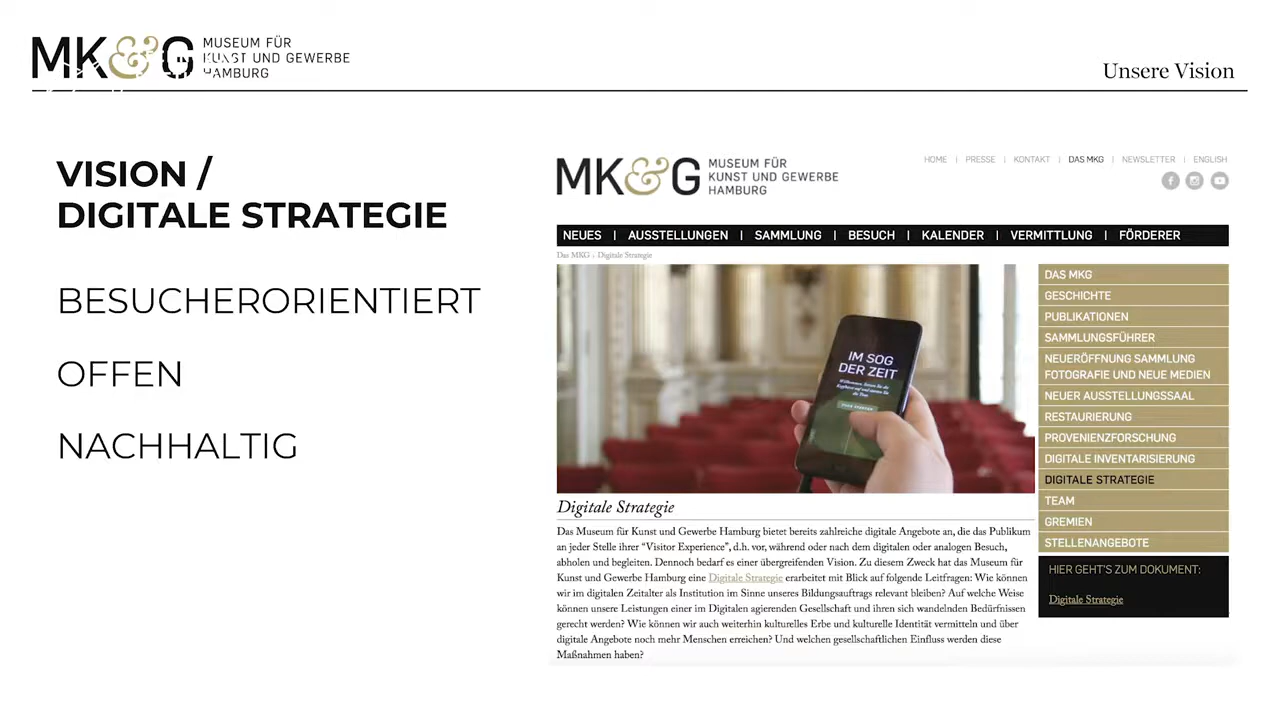 MK&G MUSEUM FÜR
KUNST UND GEWERBE
HAMBURG
Unsere Vision
VISION /
DIGITALE STRATEGIE
BESUCHERORIENTIERT
OFFEN
NACHHALTIG
MK&G MUSEUM FÜR
KUNST UND GEWERBE
HAMBURG
HOME | PRESSE | KONTAKT | DAS MKG | NEWSLETTER | ENGLISH
NEUES | AUSSTELLUNGEN | SAMMLUNG | BESUCH | KALENDER | VERMITTLUNG | FÖRDERER
Das MKG : Digitale Strategie
IM SOG
DER ZEIT
Digitale Strategie
Das Museum für Kunst und Gewerbe Hamburg bietet bereits zahlreiche digitale Angebote an, die das Publikum
an jeder Stelle ihrer “Visitor Experience”, d.h. vor, während oder nach dem digitalen oder analogen Besuch,
abholen und begleiten. Dennoch bedarf es einer übergreifenden Vision. Zu diesem Zweck hat das Museum für
Kunst und Gewerbe Hamburg eine Digitale Strategie erarbeitet mit Blick auf folgende Leitfragen: Wie können
wir im digitalen Zeitalter als Institution im Sinne unseres Bildungsauftrags relevant bleiben? Auf welche Weise
können unsere Leistungen einer im Digitalen agierenden Gesellschaft und ihren sich wandelnden Bedürfnissen
gerecht werden? Wie können wir auch weiterhin kulturelles Erbe und kulturelle Identität vermitteln und über
digitale Angebote noch mehr Menschen erreichen? Und welchen gesellschaftlichen Einfluss werden diese
Maßnahmen haben?
DAS MKG
GESCHICHTE
PUBLIKATIONEN
SAMMLUNGSFÜHRER
NEUERÖFFNUNG SAMMLUNG
FOTOGRAFIE UND NEUE MEDIEN
NEUER AUSSTELLUNGSSAAL
RESTAURIERUNG
PROVENIENZFORSCHUNG
DIGITALE INVENTARISIERUNG
DIGITALE STRATEGIE
TEAM
GREMIEN
STELLENANGEBOTE
HIER GEHT'S ZUM DOKUMENT:
Digitale Strategie